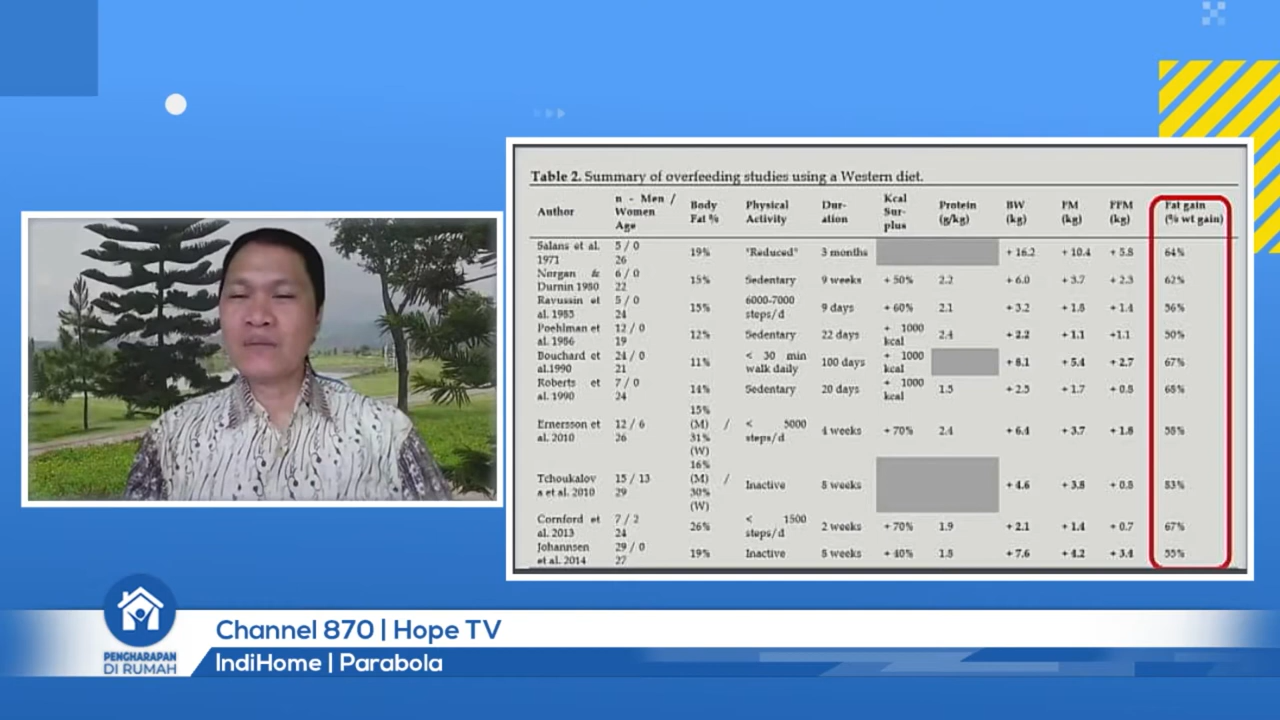 Table 2. Summary of overfeeding studies using a Western diet.
Author n - Men / Women Age Body Fat % Physical Activity Dur-ation Kcal Sur-plus Protein (g/kg) BW (kg) FM (kg) FFM (kg) Fat gain (% wt gain)
Salans et al. 1971 5 / 0 26 19% "Reduced" 3 months + 16.2 + 10.4 + 5.8 64%
Norgan & Durnin 1980 6 / 0 22 15% Sedentary 9 weeks + 50% 2.2 + 6.0 + 3.7 + 2.3 62%
Ravussin et al. 1985 5 / 0 24 15% 6000-7000 steps/d 9 days + 60% 2.1 + 3.2 + 1.8 + 1.4 56%
Poehlman et al. 1986 12 / 0 19 12% Sedentary 22 days + 1000 kcal 2.4 + 2.2 + 1.1 +1.1 50%
Bouchard et al.1990 24 / 0 21 11% < 30 min walk daily 100 days + 1000 kcal + 8.1 + 5.4 + 2.7 67%
Roberts et al. 1990 7 / 0 24 14% Sedentary 20 days + 1000 kcal 1.5 + 2.5 + 1.7 + 0.8 68%
Ernersson et al. 2010 12 / 6 26 15% (M) / 31% (W) < 5000 steps/d 4 weeks + 70% 2.4 + 6.4 + 3.7 + 1.8 58%
Tchoukalova et al. 2010 15 / 13 29 16% (M) / 30% (W) Inactive 8 weeks + 4.6 + 3.8 + 0.8 83%
Cornford et al. 2013 7 / 2 24 26% < 1500 steps/d 2 weeks + 70% 1.9 + 2.1 + 1.4 + 0.7 67%
Johannsen et al. 2014 29 / 0 27 19% Inactive 8 weeks + 40% 1.8 + 7.6 + 4.2 + 3.4 55%
PENGHARAPAN
DI RUMAH
Channel 870 | Hope TV
IndiHome | Parabola